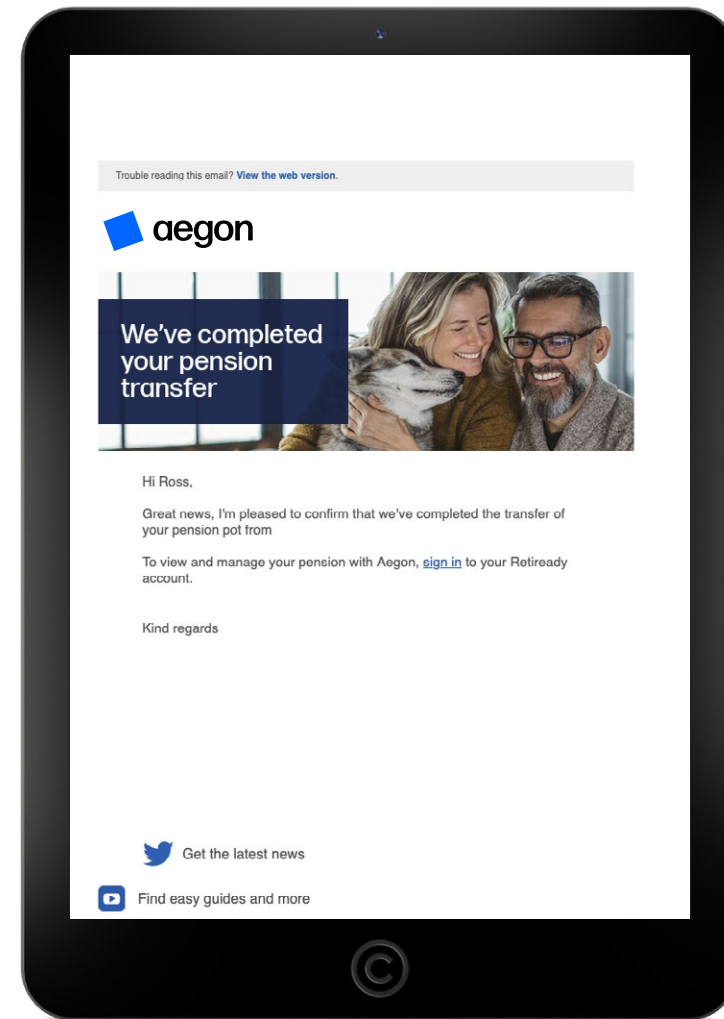 Trouble reading this email? View the web version.
aegon
We've completed
your pension
transfer
Hi Ross,
Great news, I'm pleased to confirm that we've completed the transfer of
your pension pot from
To view and manage your pension with Aegon, sign in to your Retiready
account.
Kind regards
Get the latest news
Find easy guides and more
©